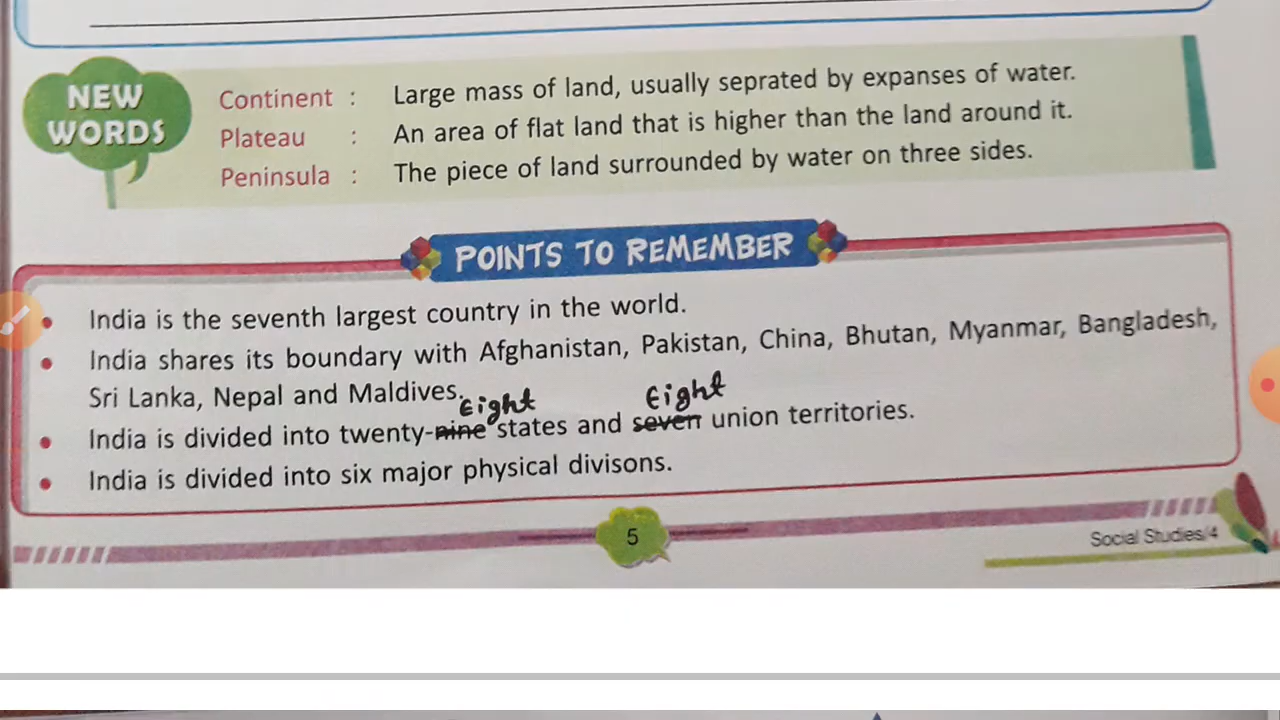 NEW
WORDS
Continent : Large mass of land, usually seprated by expanses of water.
Plateau : An area of flat land that is higher than the land around it.
Peninsula : The piece of land surrounded by water on three sides.
POINTS TO REMEMBER
• India is the seventh largest country in the world.
• India shares its boundary with Afghanistan, Pakistan, China, Bhutan, Myanmar, Bangladesh,
Sri Lanka, Nepal and Maldives.
Eight Eight
• India is divided into twenty-nine states and seven union territories.
• India is divided into six major physical divisons.
5
Social Studies/4